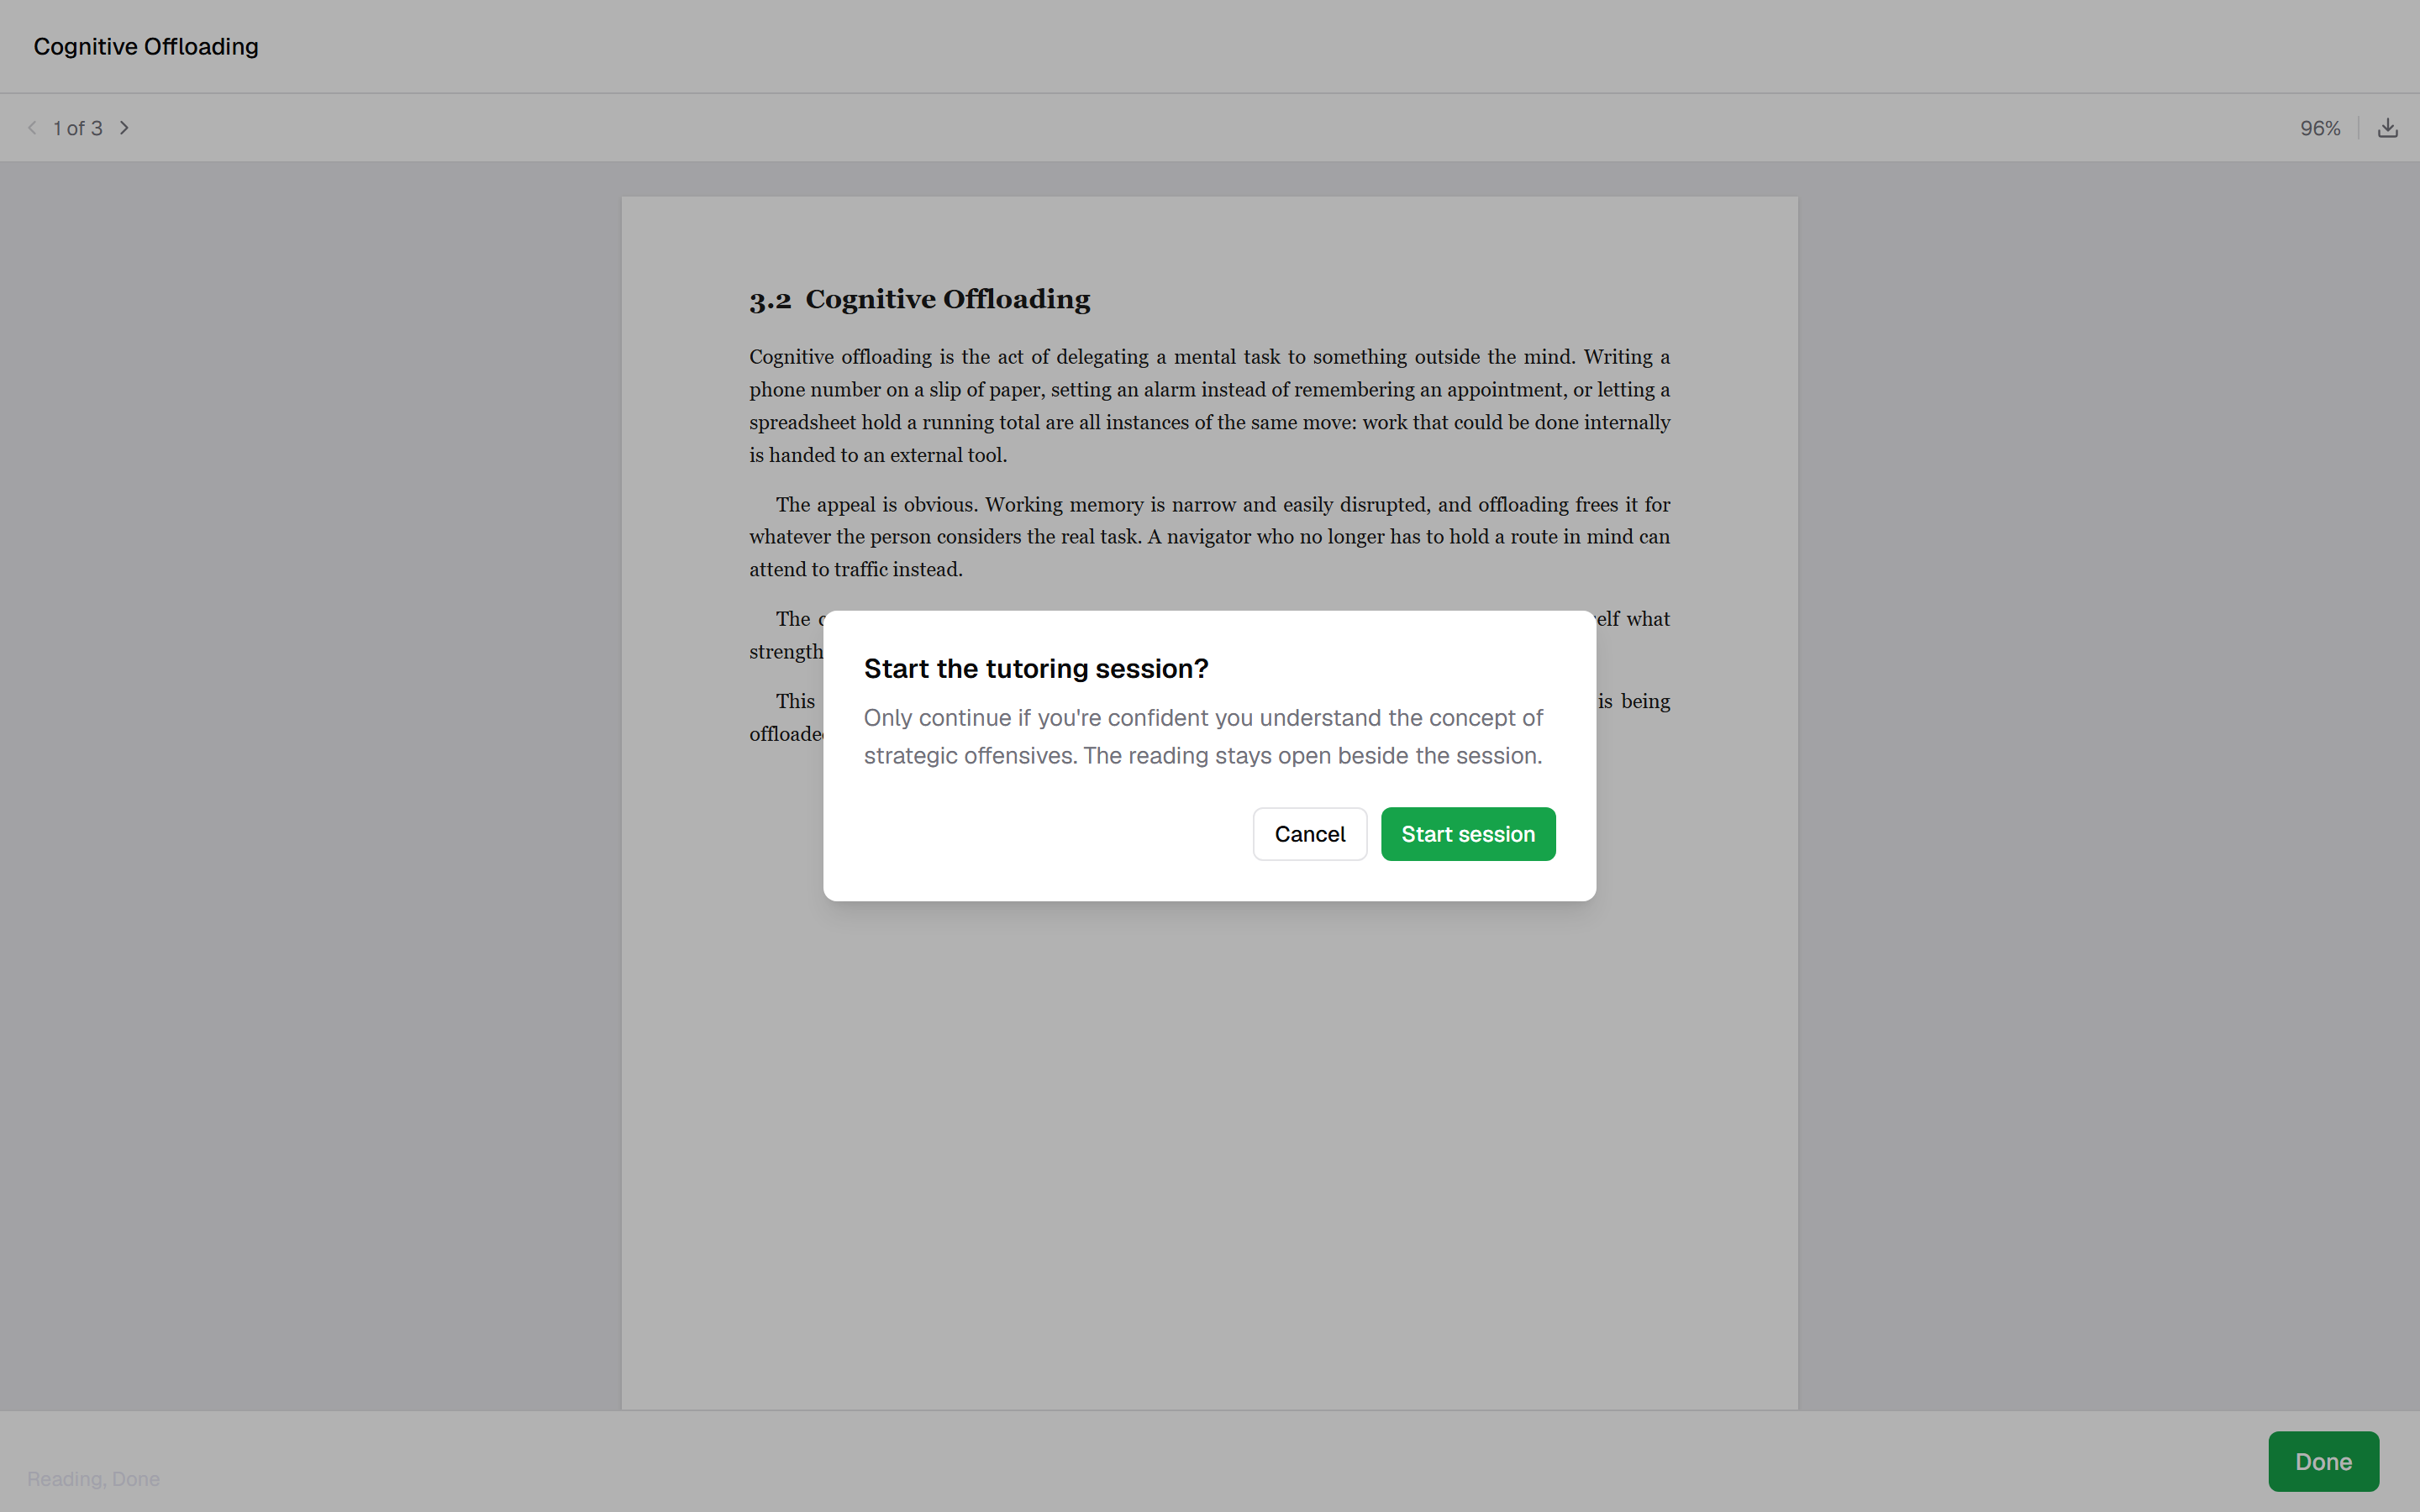 Cognitive Offloading
1 of 3
96%
3.2 Cognitive Offloading
Cognitive offloading is the act of delegating a mental task to something outside the mind. Writing a
phone number on a slip of paper, setting an alarm instead of remembering an appointment, or letting a
spreadsheet hold a running total are all instances of the same move: work that could be done internally
is handed to an external tool.
The appeal is obvious. Working memory is narrow and easily disrupted, and offloading frees it for
whatever the person considers the real task. A navigator who no longer has to hold a route in mind can
attend to traffic instead.
The
what
This
is being
Start the tutoring session?
Only continue if you're confident you understand the concept of
strategic offensives. The reading stays open beside the session.
Cancel Start session
Reading, Done
Done